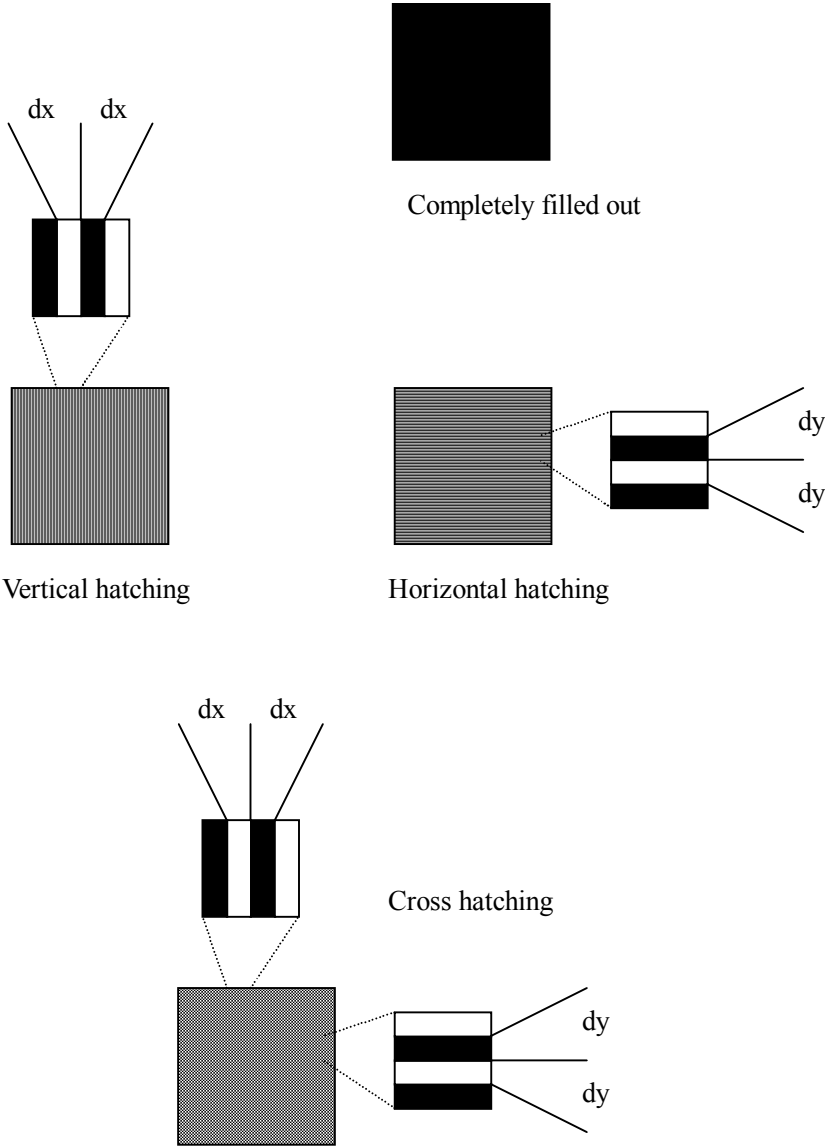 dx dx
Completely filled out
dy
dy
Vertical hatching
Horizontal hatching
dx dx
Cross hatching
dy
dy